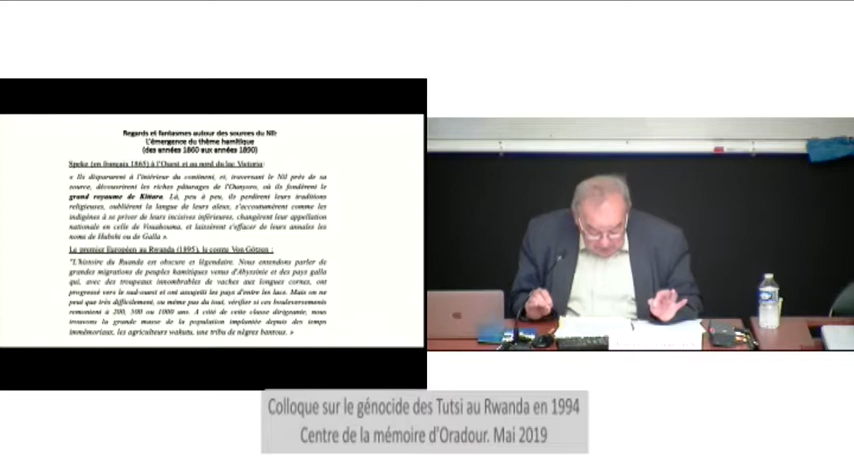 Regards et fantasmes autour des sources du Nil:
L'émergence du thème hamitique
(des années 1860 aux années 1890)
Speke (en français 1865) à l'Ouest et au nord du lac Victoria:
« Ils disparurent à l'intérieur du continent, et, traversant le Nil près de sa
source, découvrirent les riches pâturages de l'Ounyoro, où ils fondèrent le
grand royaume de Kittara. Là, peu à peu, ils perdirent leurs traditions
religieuses, oublièrent la langue de leurs aïeux, s'accoutumèrent comme les
indigènes à se priver de leurs incisives inférieures, changèrent leur appellation
nationale en celle de Vouahouma, et laissèrent s'effacer de leurs annales les
noms de Hubshi ou de Galla ».
Le premier Européen au Rwanda (1895), le comte Von Götzen :
"L'histoire du Ruanda est obscure et légendaire. Nous entendons parler de
grandes migrations de peuples hamitiques venus d'Abyssinie et des pays galla
qui, avec des troupeaux innombrables de vaches aux longues cornes, ont
progressé vers le sud-ouest et ont assujetti les pays d'entre les lacs. Mais on ne
peut que très difficilement, ou même pas du tout, vérifier si ces bouleversements
remontent à 200, 500 ou 1000 ans. A côté de cette classe dirigeante, nous
trouvons la grande masse de la population implantée depuis des temps
immémoriaux, les agriculteurs wahutu, une tribu de nègres bantous. »
Colloque sur le génocide des Tutsi au Rwanda en 1994
Centre de la mémoire d'Oradour. Mai 2019